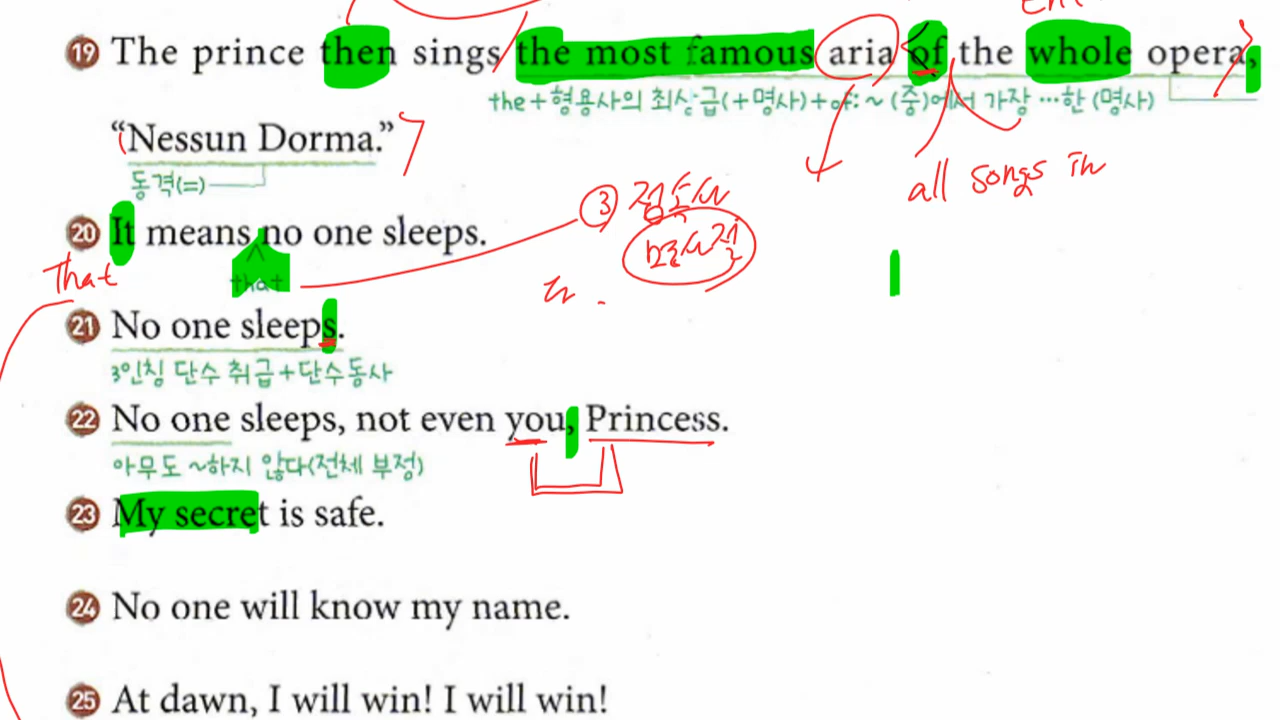 ⑲ The prince then sings the most famous aria of the whole opera,
the+형용사의 최상급(+명사)+of: ~ (중)에서 가장 …한 (명사)
“Nessun Dorma.”
동격(=)
all songs in
③ 접속사
명사절
⑳ It means no one sleeps.
that
That
㉑ No one sleeps.
3인칭 단수 취급+단수동사
㉒ No one sleeps, not even you, Princess.
아무도 ~하지 않다(전체 부정)
㉓ My secret is safe.
㉔ No one will know my name.
㉕ At dawn, I will win! I will win!